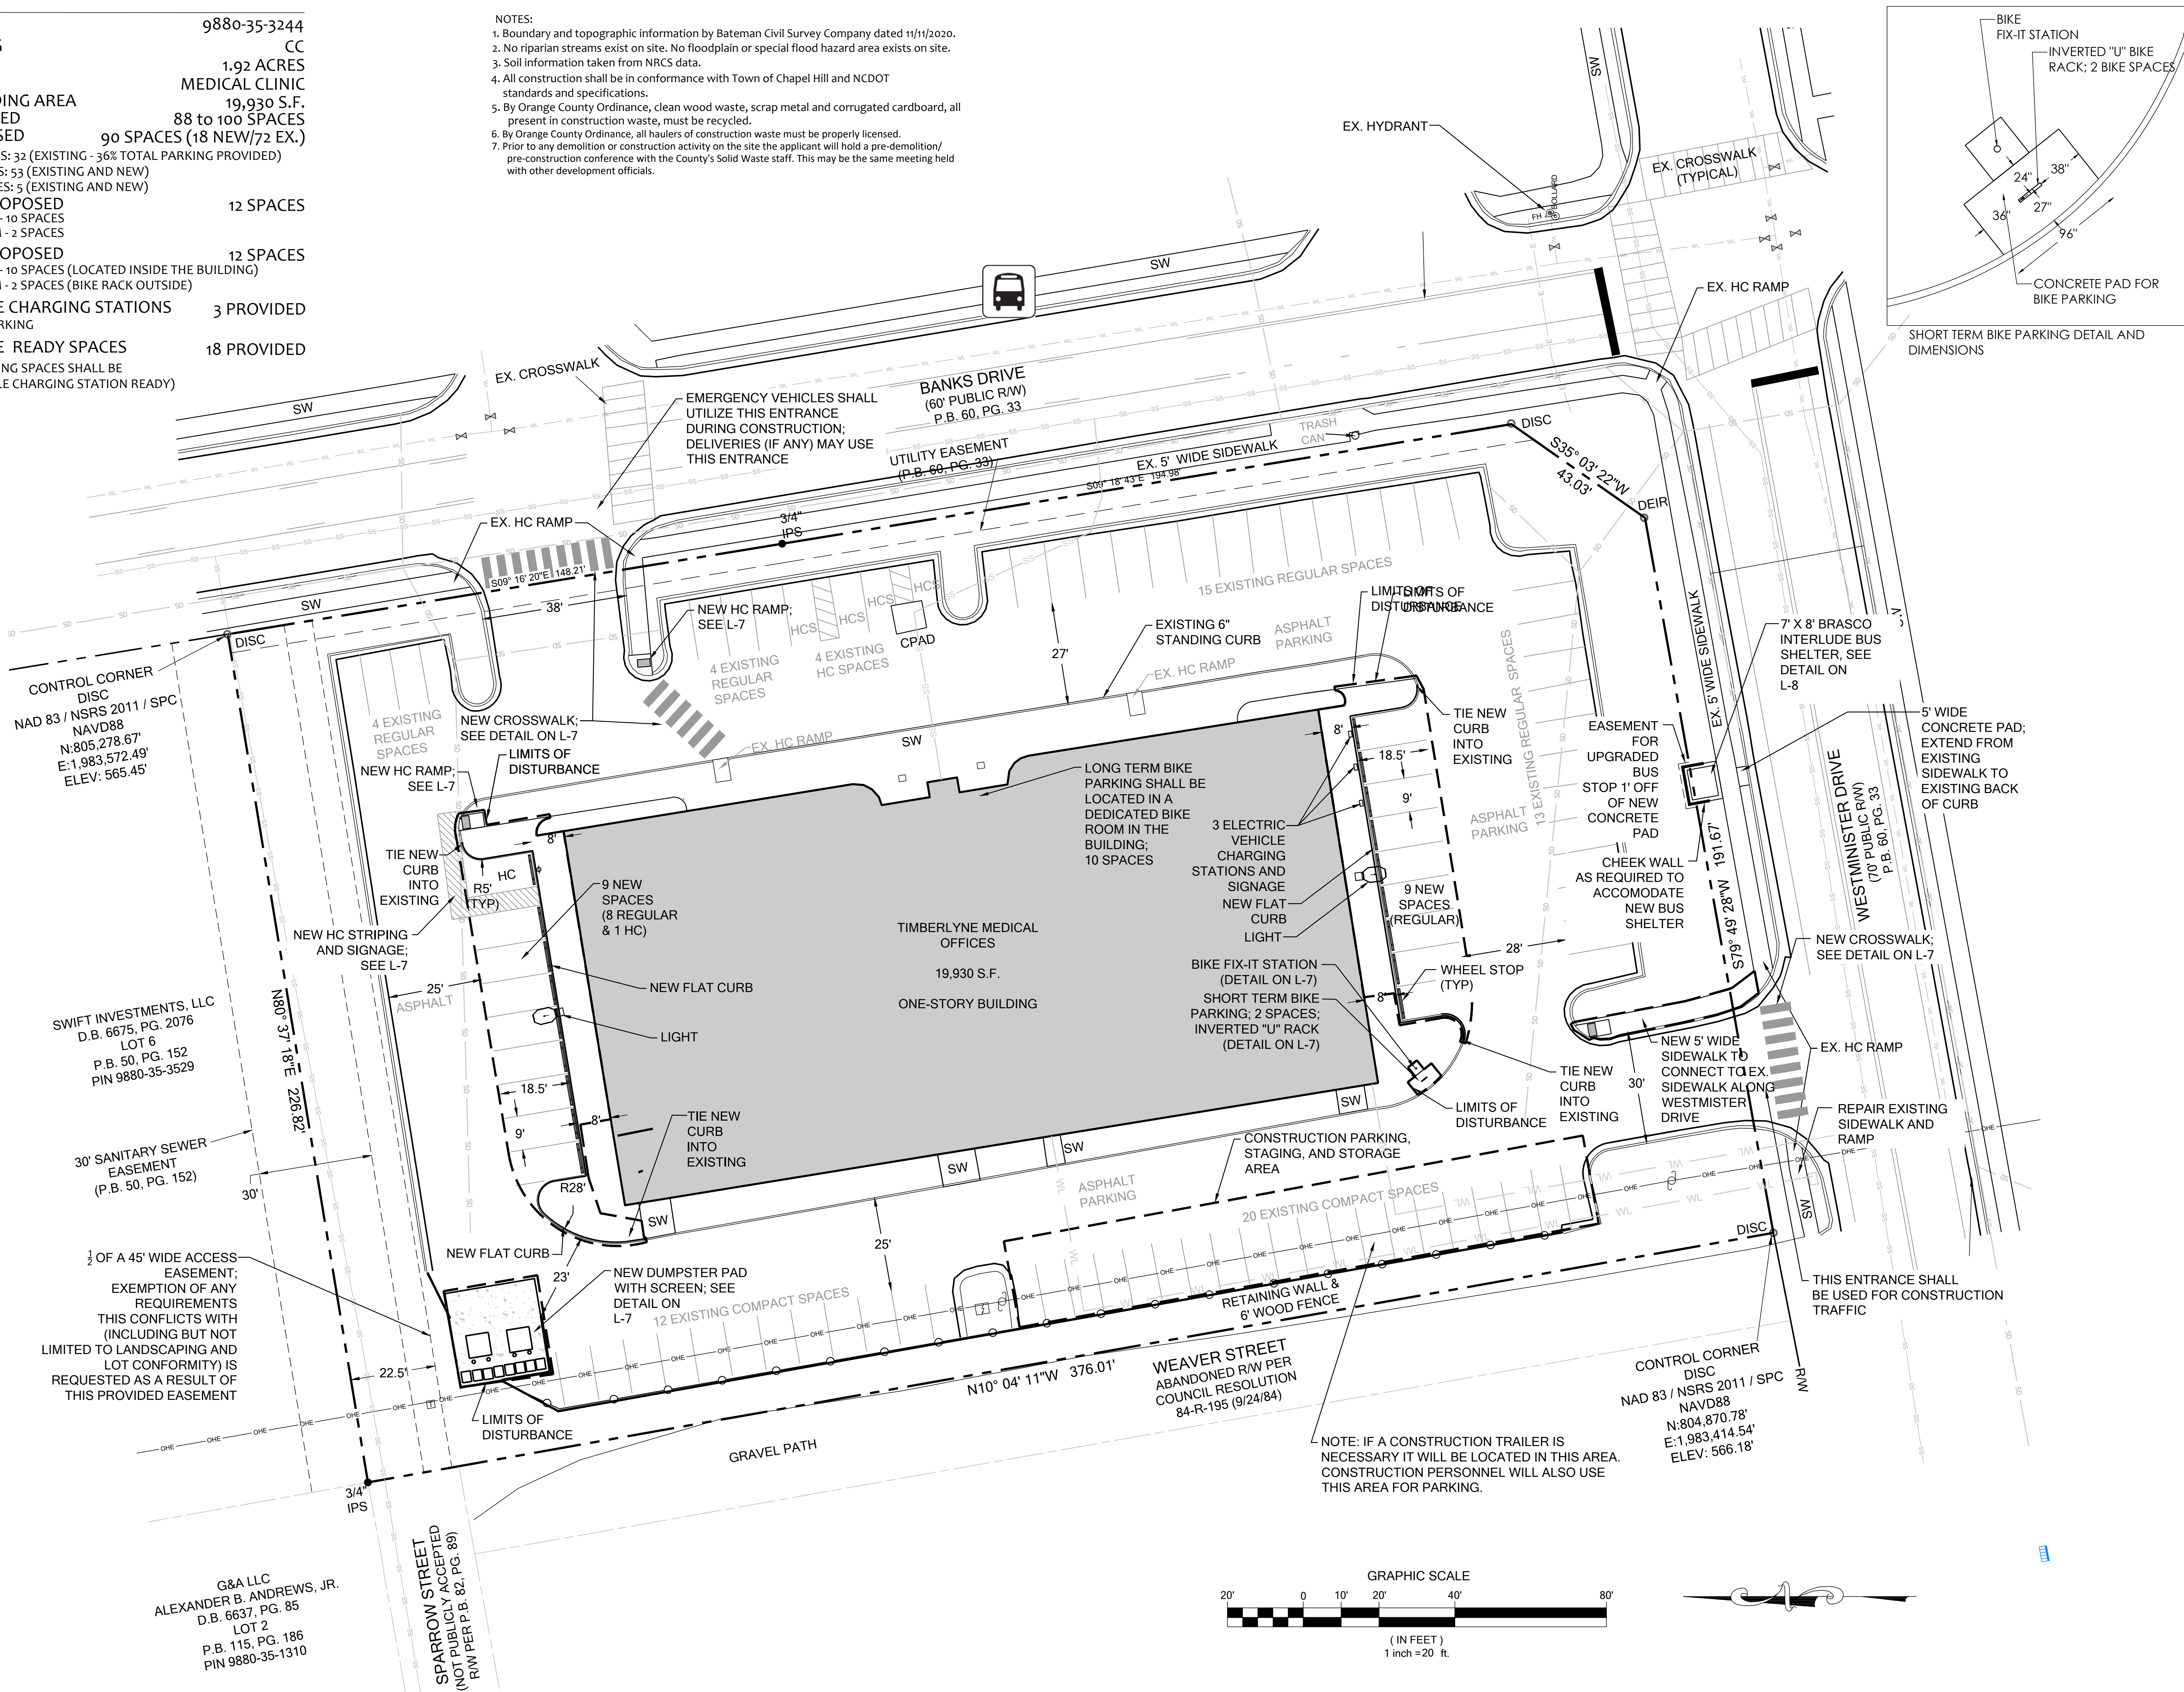 9880-35-3244
CC
1.92 ACRES
MEDICAL CLINIC
DING AREA 19,930 S.F.
ED 88 to 100 SPACES
SED 90 SPACES (18 NEW/72 EX.)
S: 32 (EXISTING - 36% TOTAL PARKING PROVIDED)
S: 53 (EXISTING AND NEW)
ES: 5 (EXISTING AND NEW)
OPOSED 12 SPACES
- 10 SPACES
M - 2 SPACES
OPOSED 12 SPACES
- 10 SPACES (LOCATED INSIDE THE BUILDING)
M - 2 SPACES (BIKE RACK OUTSIDE)
E CHARGING STATIONS 3 PROVIDED
RKING
E READY SPACES 18 PROVIDED
NG SPACES SHALL BE
LE CHARGING STATION READY)
NOTES:
1. Boundary and topographic information by Bateman Civil Survey Company dated 11/11/2020.
2. No riparian streams exist on site. No floodplain or special flood hazard area exists on site.
3. Soil information taken from NRCS data.
4. All construction shall be in conformance with Town of Chapel Hill and NCDOT
standards and specifications.
5. By Orange County Ordinance, clean wood waste, scrap metal and corrugated cardboard, all
present in construction waste, must be recycled.
6. By Orange County Ordinance, all haulers of construction waste must be properly licensed.
7. Prior to any demolition or construction activity on the site the applicant will hold a pre-demolition/
pre-construction conference with the County's Solid Waste staff. This may be the same meeting held
with other development officials.
BIKE
FIX-IT STATION
INVERTED "U" BIKE
RACK; 2 BIKE SPACES
24"
38"
27"
36"
96"
CONCRETE PAD FOR
BIKE PARKING
SHORT TERM BIKE PARKING DETAIL AND
DIMENSIONS
EX. HYDRANT
FH
BOLLARD
SW
EX. CROSSWALK
(TYPICAL)
EX. HC RAMP
SW
SW
EX. CROSSWALK
EMERGENCY VEHICLES SHALL
UTILIZE THIS ENTRANCE
DURING CONSTRUCTION;
DELIVERIES (IF ANY) MAY USE
THIS ENTRANCE
BANKS DRIVE
(60' PUBLIC R/W)
P.B. 60, PG. 33
UTILITY EASEMENT
(P.B. 60, PG. 33)
TRASH
CAN
EX. 5' WIDE SIDEWALK
S09° 18' 43"E 194.98'
DISC
S35° 03' 22"W
43.03'
DEIR
EX. HC RAMP
3/4"
IPS
S09° 16' 20"E 148.21'
38'
SW
DISC
CONTROL CORNER
DISC
NAD 83 / NSRS 2011 / SPC
NAVD88
N:805,278.67'
E:1,983,572.49'
ELEV: 565.45'
NEW HC RAMP;
SEE L-7
4 EXISTING
REGULAR
SPACES
HCS
HCS
HCS
HCS
CPAD
4 EXISTING
HC SPACES
15 EXISTING REGULAR SPACES
27'
EXISTING 6"
STANDING CURB
ASPHALT
PARKING
LIMITS OF
DISTURBANCE
LIMITS OF
DISTURBANCE
EX. HC RAMP
EX. HC RAMP
SW
4 EXISTING
REGULAR
SPACES
NEW CROSSWALK;
SEE DETAIL ON L-7
LIMITS OF
DISTURBANCE
NEW HC RAMP;
SEE L-7
TIE NEW
CURB
INTO
EXISTING
8'
18.5'
9'
13 EXISTING REGULAR SPACES
ASPHALT
PARKING
EX. 5' WIDE SIDEWALK
7' X 8' BRASCO
INTERLUDE BUS
SHELTER, SEE
DETAIL ON
L-8
5' WIDE
CONCRETE PAD;
EXTEND FROM
EXISTING
SIDEWALK TO
EXISTING BACK
OF CURB
EASEMENT
FOR
UPGRADED
BUS
STOP 1' OFF
OF NEW
CONCRETE
PAD
CHEEK WALL
AS REQUIRED TO
ACCOMODATE
NEW BUS
SHELTER
WESTMINISTER DRIVE
(70' PUBLIC R/W)
P.B. 60, PG. 33
S79° 49' 28"W 191.67'
LONG TERM BIKE
PARKING SHALL BE
LOCATED IN A
DEDICATED BIKE
ROOM IN THE
BUILDING;
10 SPACES
3 ELECTRIC
VEHICLE
CHARGING
STATIONS AND
SIGNAGE
NEW FLAT
CURB
LIGHT
9 NEW
SPACES
(REGULAR)
28'
BIKE FIX-IT STATION
(DETAIL ON L-7)
SHORT TERM BIKE
PARKING; 2 SPACES;
INVERTED "U" RACK
(DETAIL ON L-7)
8'
WHEEL STOP
(TYP)
TIE NEW
CURB
INTO
EXISTING
8'
HC
R5'
(TYP)
NEW HC STRIPING
AND SIGNAGE;
SEE L-7
9 NEW
SPACES
(8 REGULAR
& 1 HC)
NEW FLAT CURB
LIGHT
25'
ASPHALT
TIMBERLYNE MEDICAL
OFFICES
19,930 S.F.
ONE-STORY BUILDING
NEW CROSSWALK;
SEE DETAIL ON L-7
EX. HC RAMP
NEW 5' WIDE
SIDEWALK TO
CONNECT TO EX.
SIDEWALK ALONG
WESTMISTER
DRIVE
30'
REPAIR EXISTING
SIDEWALK AND
RAMP
TIE NEW
CURB
INTO
EXISTING
LIMITS OF
DISTURBANCE
SWIFT INVESTMENTS, LLC
D.B. 6675, PG. 2076
LOT 6
P.B. 50, PG. 152
PIN 9880-35-3529
N80° 37' 18"E 226.82'
30' SANITARY SEWER
EASEMENT
(P.B. 50, PG. 152)
30'
18.5'
9'
8'
TIE NEW
CURB
INTO
EXISTING
R28'
SW
SW
SW
SW
CONSTRUCTION PARKING,
STAGING, AND STORAGE
AREA
ASPHALT
PARKING
20 EXISTING COMPACT SPACES
25'
NEW FLAT CURB
23'
NEW DUMPSTER PAD
WITH SCREEN; SEE
DETAIL ON
L-7
12 EXISTING COMPACT SPACES
RETAINING WALL &
6' WOOD FENCE
DISC
SW
THIS ENTRANCE SHALL
BE USED FOR CONSTRUCTION
TRAFFIC
½ OF A 45' WIDE ACCESS
EASEMENT;
EXEMPTION OF ANY
REQUIREMENTS
THIS CONFLICTS WITH
(INCLUDING BUT NOT
LIMITED TO LANDSCAPING AND
LOT CONFORMITY) IS
REQUESTED AS A RESULT OF
THIS PROVIDED EASEMENT
22.5'
LIMITS OF
DISTURBANCE
N10° 04' 11"W 376.01'
WEAVER STREET
ABANDONED R/W PER
COUNCIL RESOLUTION
84-R-195 (9/24/84)
GRAVEL PATH
NOTE: IF A CONSTRUCTION TRAILER IS
NECESSARY IT WILL BE LOCATED IN THIS AREA.
CONSTRUCTION PERSONNEL WILL ALSO USE
THIS AREA FOR PARKING.
CONTROL CORNER
DISC
NAD 83 / NSRS 2011 / SPC
NAVD88
N:804,870.78'
E:1,983,414.54'
ELEV: 566.18'
R/W
3/4"
IPS
SPARROW STREET
(NOT PUBLICLY ACCEPTED
R/W PER P.B. 82, PG. 89)
G&A LLC
ALEXANDER B. ANDREWS, JR.
D.B. 6637, PG. 85
LOT 2
P.B. 115, PG. 186
PIN 9880-35-1310
GRAPHIC SCALE
20' 0 10' 20' 40' 80'
( IN FEET )
1 inch = 20 ft.